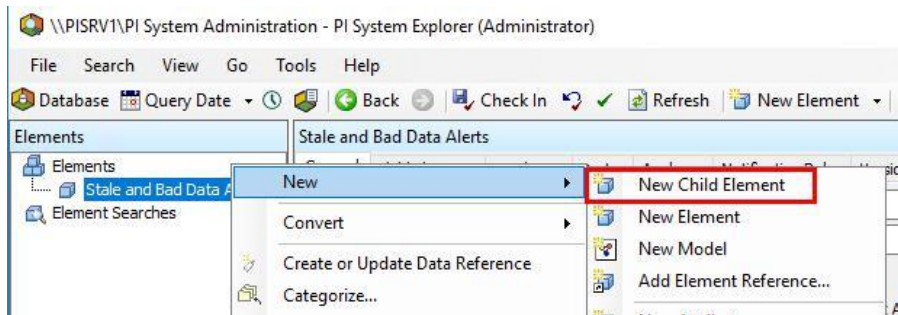 \\PISRV1\PI System Administration - PI System Explorer (Administrator)
File Search View Go Tools Help
Database Query Date Back Check In Refresh New Element
Elements Stale and Bad Data Alerts
Elements
Stale and Bad Data A
Element Searches
New
Convert
Create or Update Data Reference
Categorize...
New Child Element
New Element
New Model
Add Element Reference...